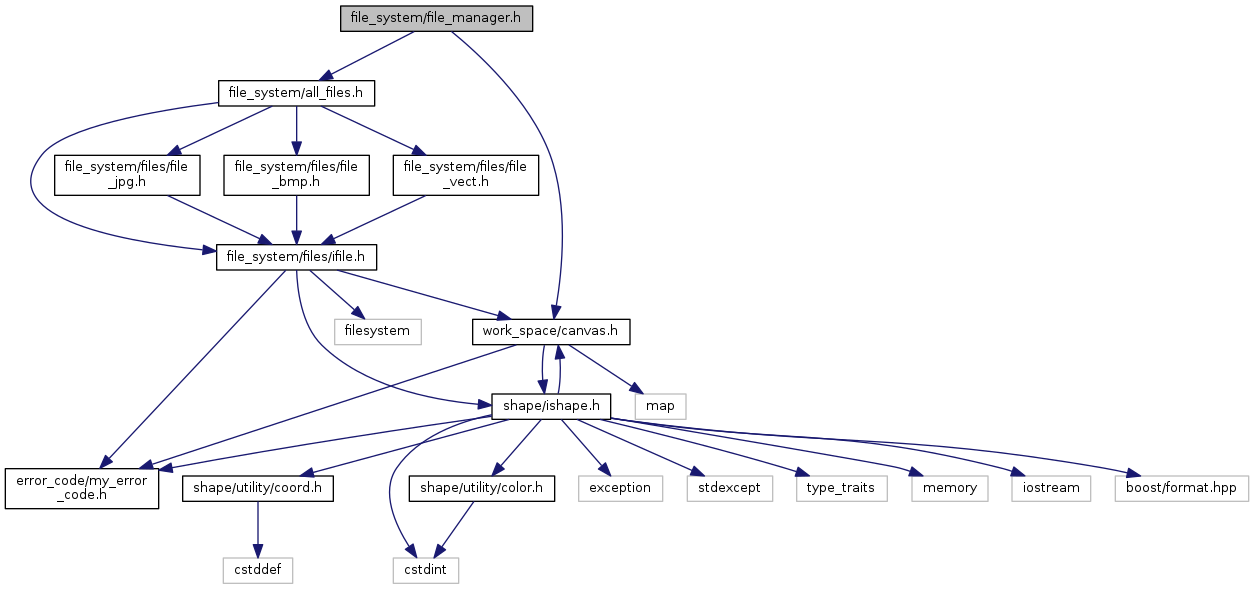 file_system/file_manager.h
file_system/all_files.h
file_system/files/file
_jpg.h
file_system/files/file
_bmp.h
file_system/files/file
_vect.h
file_system/files/ifile.h
filesystem
work_space/canvas.h
shape/ishape.h
map
error_code/my_error
_code.h
shape/utility/coord.h
shape/utility/color.h
exception
stdexcept
type_traits
memory
iostream
boost/format.hpp
cstddef
cstdint